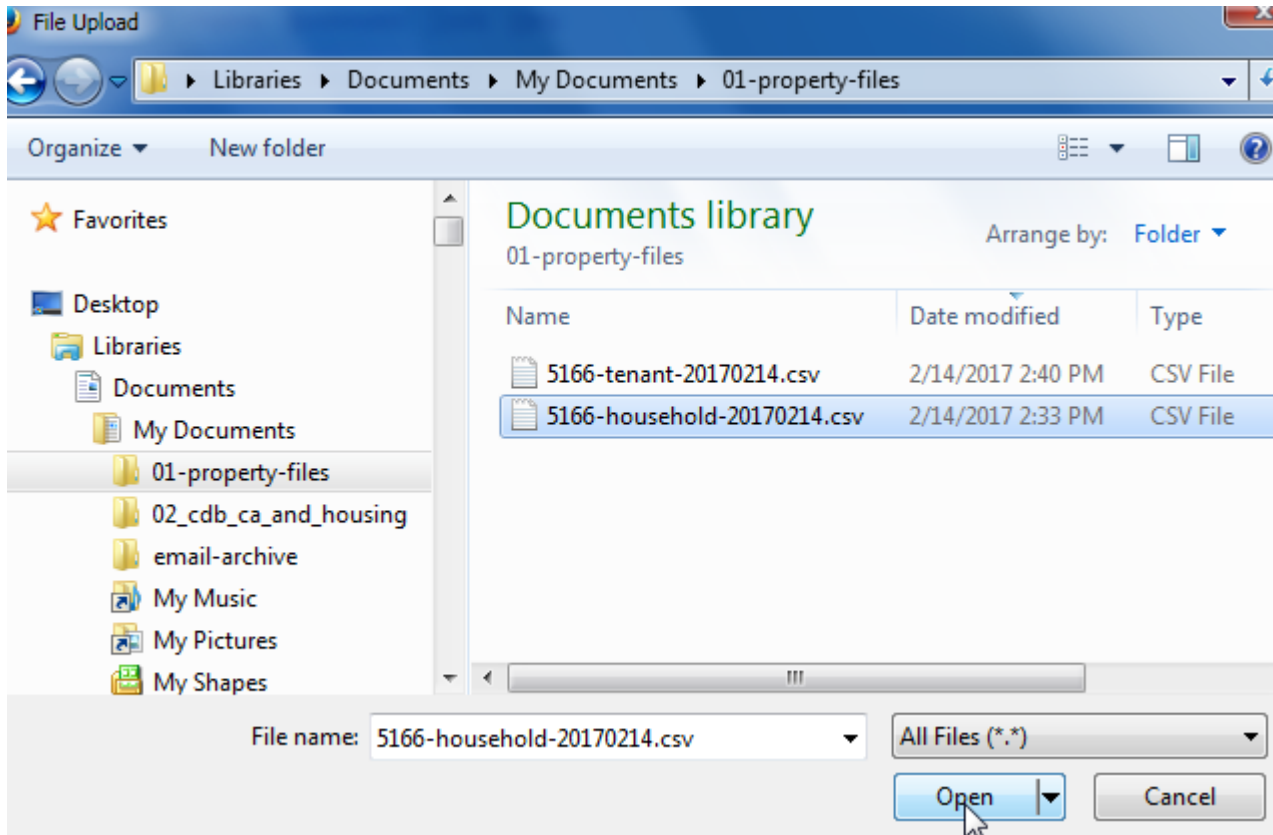 File Upload
Libraries Documents My Documents 01-property-files
Organize New folder
Favorites
Desktop
Libraries
Documents
My Documents
01-property-files
02_cdb_ca_and_housing
email-archive
My Music
My Pictures
My Shapes
Documents library
01-property-files
Arrange by: Folder
Name Date modified Type
5166-tenant-20170214.csv 2/14/2017 2:40 PM CSV File
5166-household-20170214.csv 2/14/2017 2:33 PM CSV File
File name: 5166-household-20170214.csv All Files (*.*)
Open Cancel